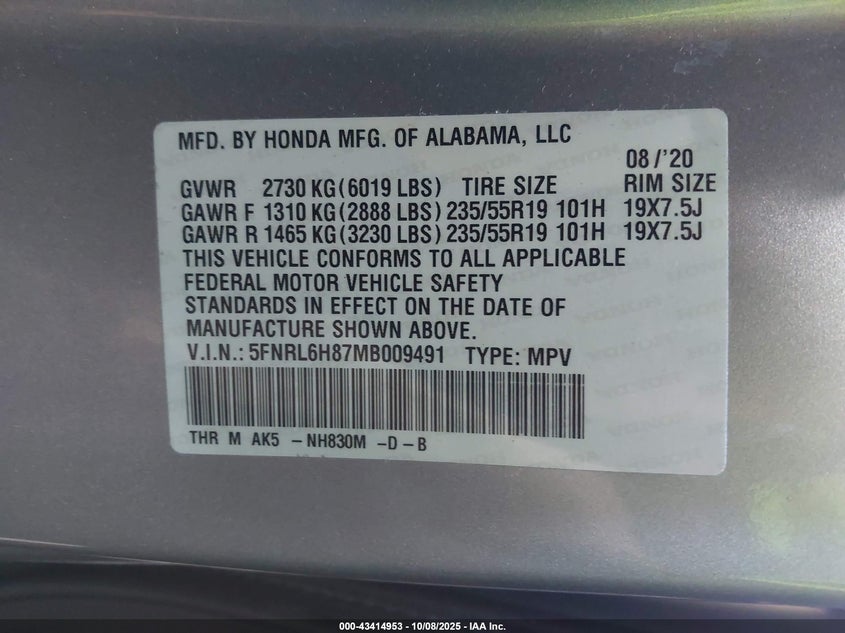 MFD. BY HONDA MFG. OF ALABAMA, LLC
08/'20
GVWR 2730 KG(6019 LBS) TIRE SIZE RIM SIZE
GAWR F 1310 KG(2888 LBS) 235/55R19 101H 19X7.5J
GAWR R 1465 KG(3230 LBS) 235/55R19 101H 19X7.5J
THIS VEHICLE CONFORMS TO ALL APPLICABLE
FEDERAL MOTOR VEHICLE SAFETY
STANDARDS IN EFFECT ON THE DATE OF
MANUFACTURE SHOWN ABOVE.
V.I.N.: 5FNRL6H87MB009491 TYPE: MPV
THR M AK5 -NH830M -D-B
000-43414953 - 10/08/2025 - IAA Inc.